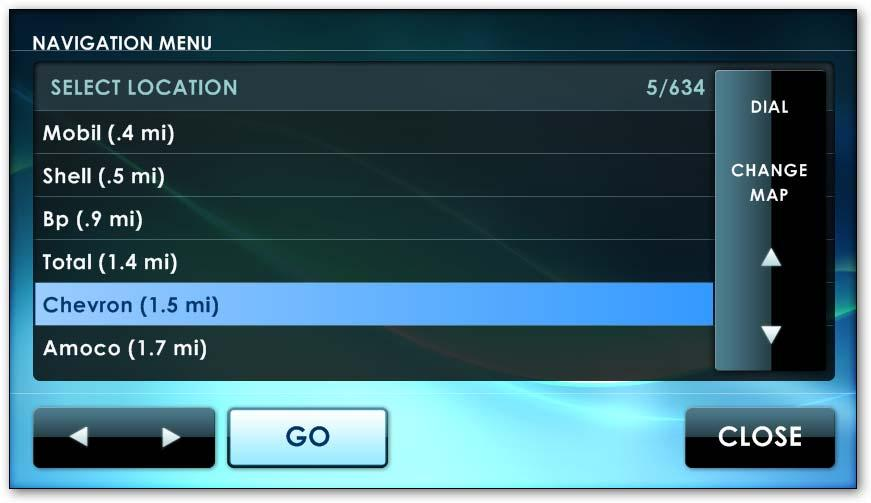 NAVIGATION MENU
SELECT LOCATION 5/634
Mobil (.4 mi)
Shell (.5 mi)
Bp (.9 mi)
Total (1.4 mi)
Chevron (1.5 mi)
Amoco (1.7 mi)
DIAL
CHANGE
MAP
GO
CLOSE